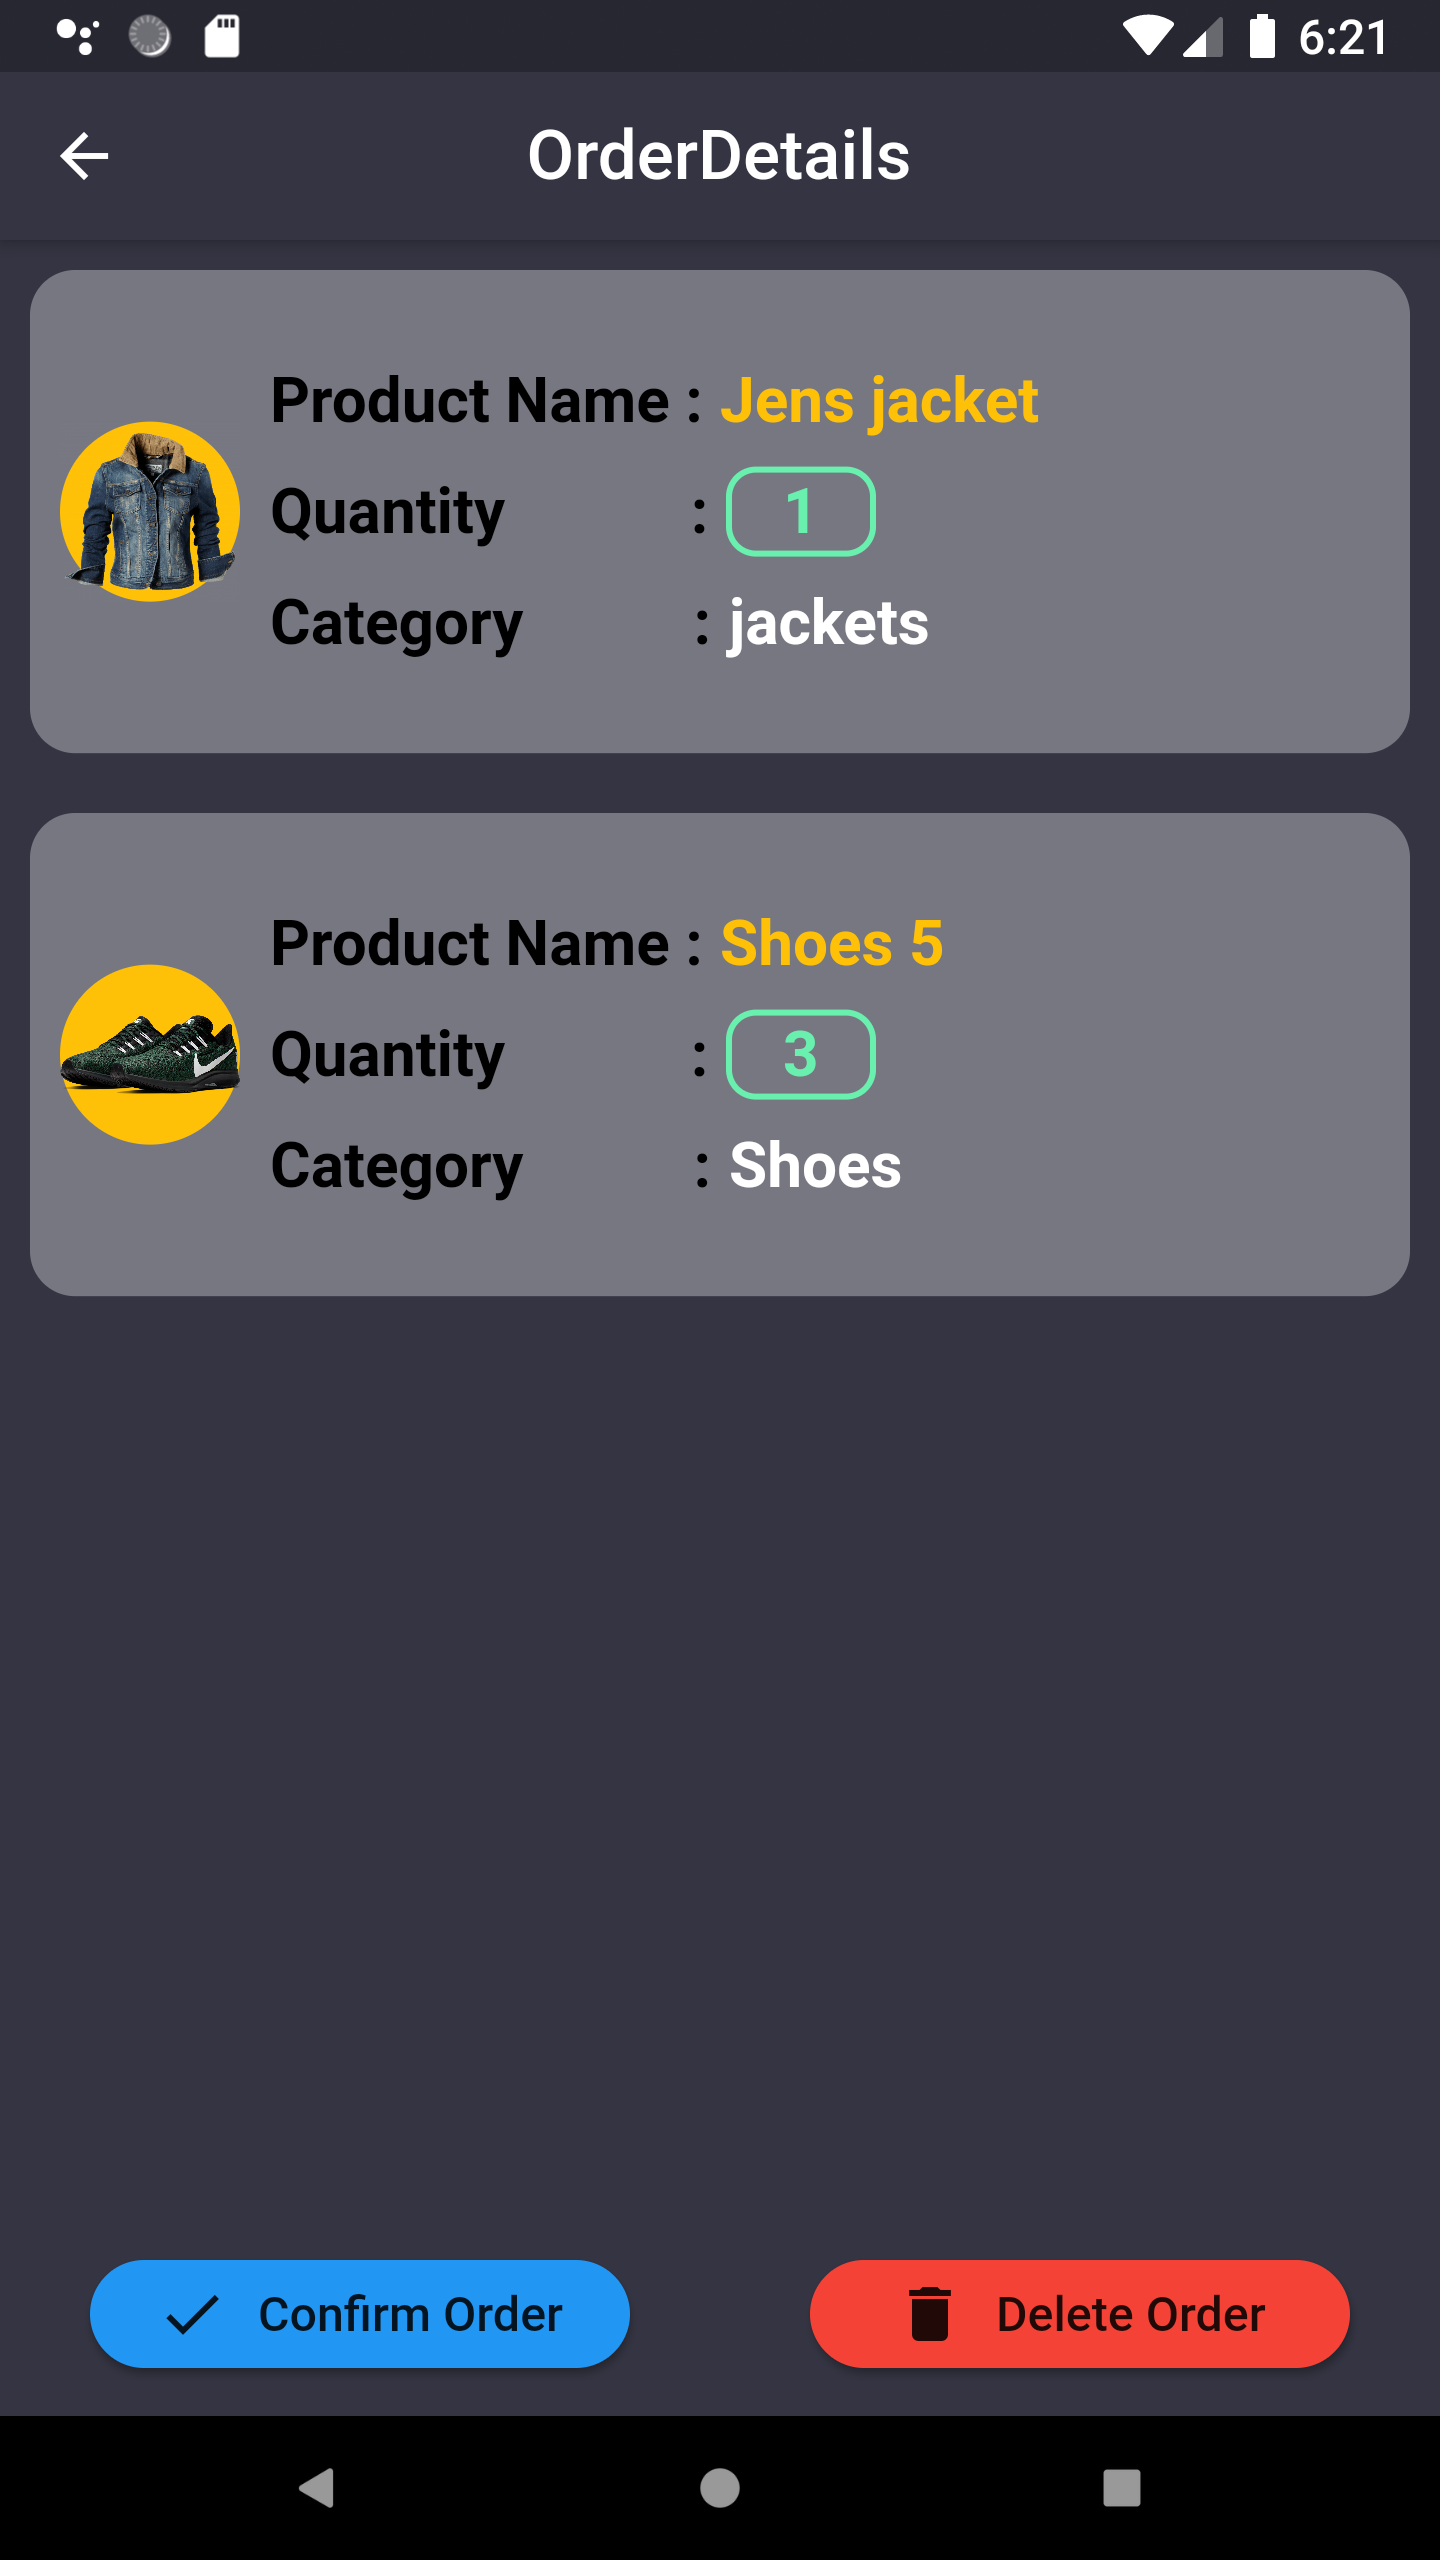 6:21
OrderDetails
Product Name : Jens jacket
Quantity : 1
Category : jackets
Product Name : Shoes 5
Quantity : 3
Category : Shoes
Confirm Order
Delete Order